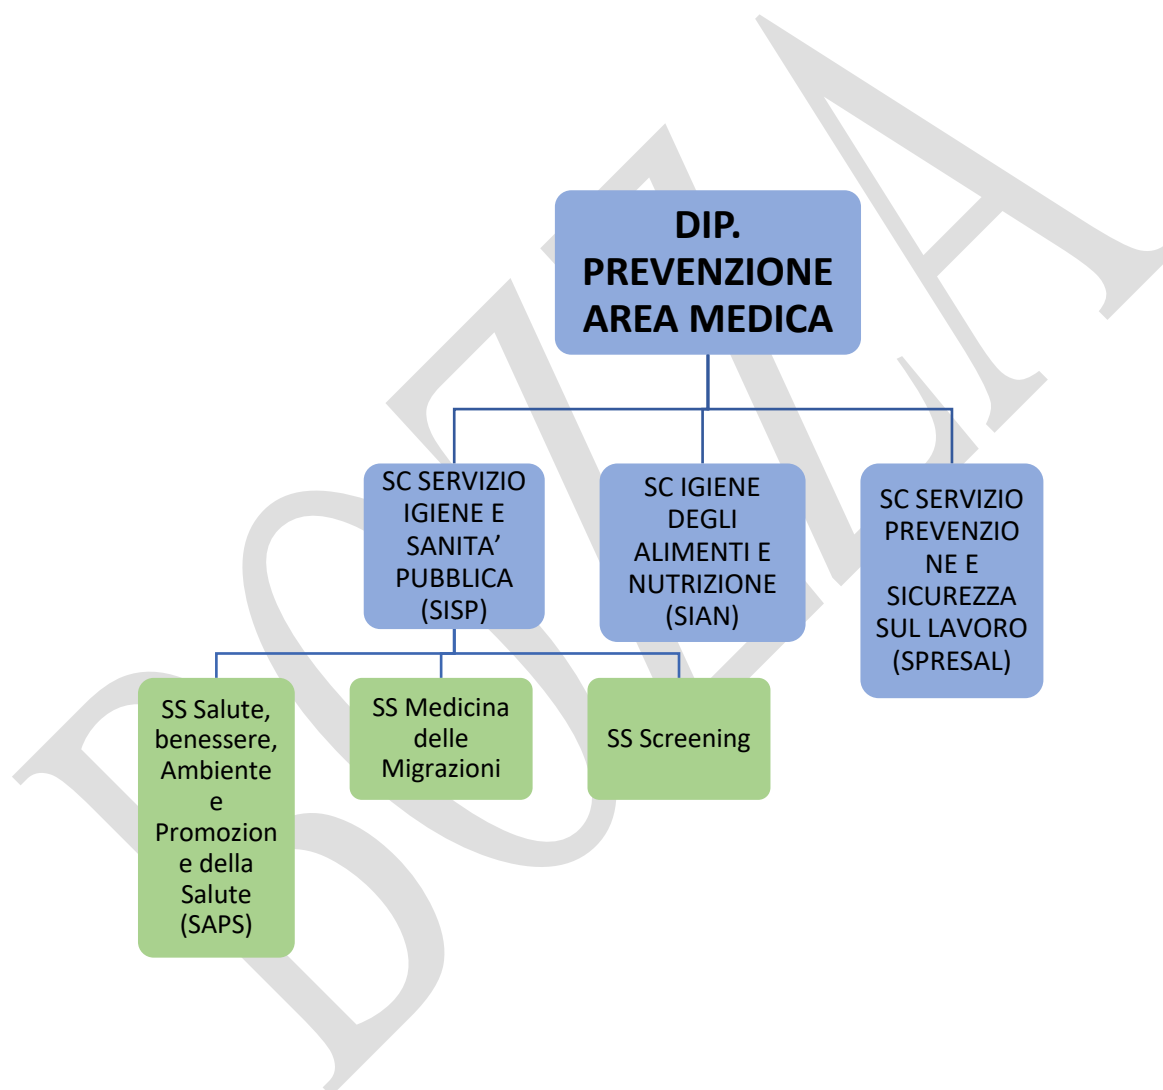 DIP.
PREVENZIONE
AREA MEDICA
SC SERVIZIO
IGIENE E
SANITA’
PUBBLICA
(SISP)
SC IGIENE
DEGLI
ALIMENTI E
NUTRIZIONE
(SIAN)
SC SERVIZIO
PREVENZIO
NE E
SICUREZZA
SUL LAVORO
(SPRESAL)
SS Salute,
benessere,
Ambiente
e
Promozion
e della
Salute
(SAPS)
SS Medicina
delle
Migrazioni
SS Screening
BOZZA